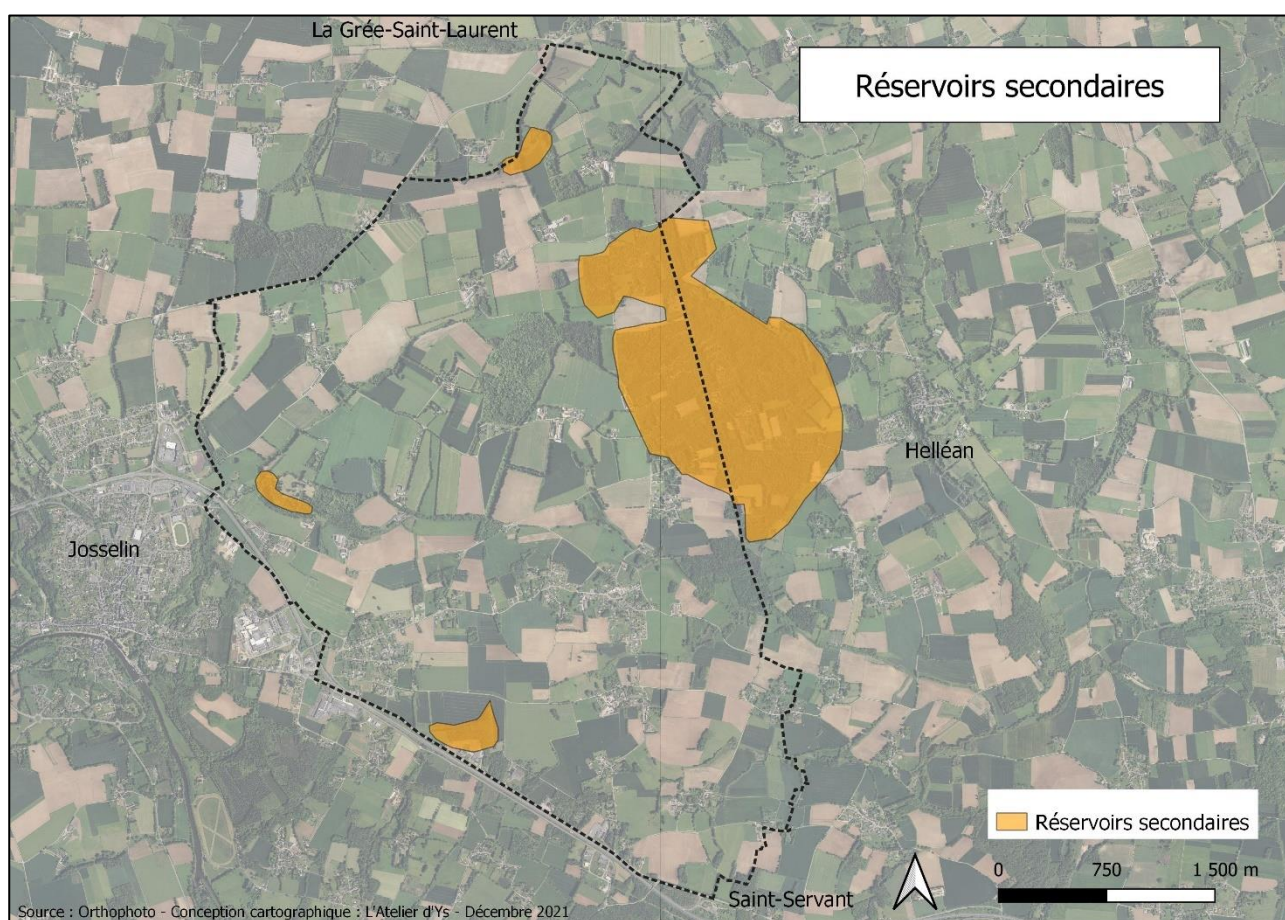 La Grée-Saint-Laurent
Réservoirs secondaires
Helléan
Josselin
Réservoirs secondaires
0 750 1 500 m
Saint-Servant
Source : Orthophoto - Conception cartographique : L'Atelier d'Ys - Décembre 2021